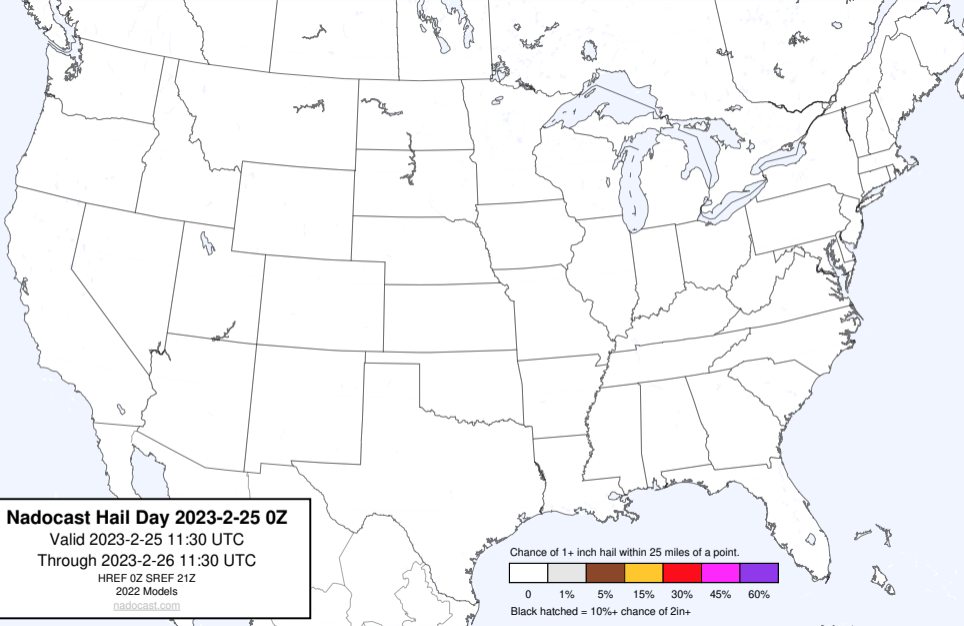 Nadocast Hail Day 2023-2-25 0Z
Valid 2023-2-25 11:30 UTC
Through 2023-2-26 11:30 UTC
HREF 0Z SREF 21Z
2022 Models
nadocast.com
Chance of 1+ inch hail within 25 miles of a point.
0 1% 5% 15% 30% 45% 60%
Black hatched = 10%+ chance of 2in+